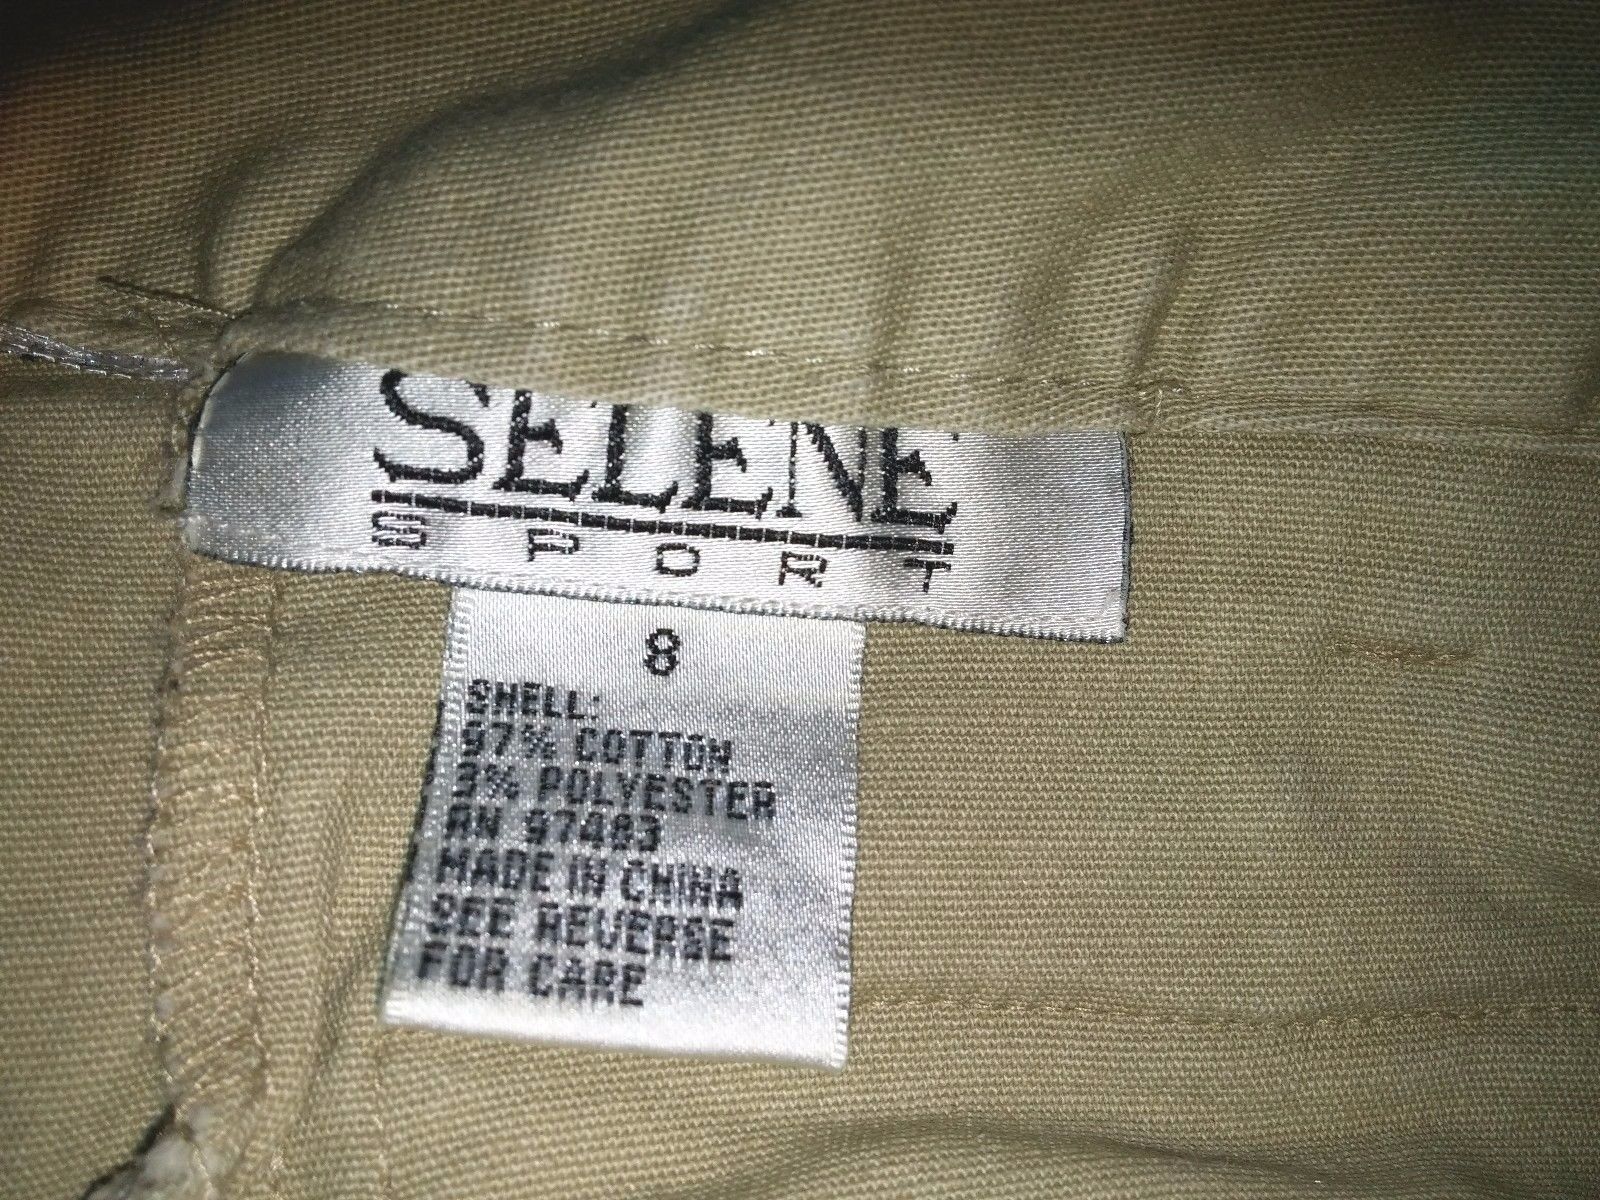 SELENE
SPORT
8
SHELL:
97% COTTON
3% POLYESTER
RN 97483
MADE IN CHINA
SEE REVERSE
FOR CARE